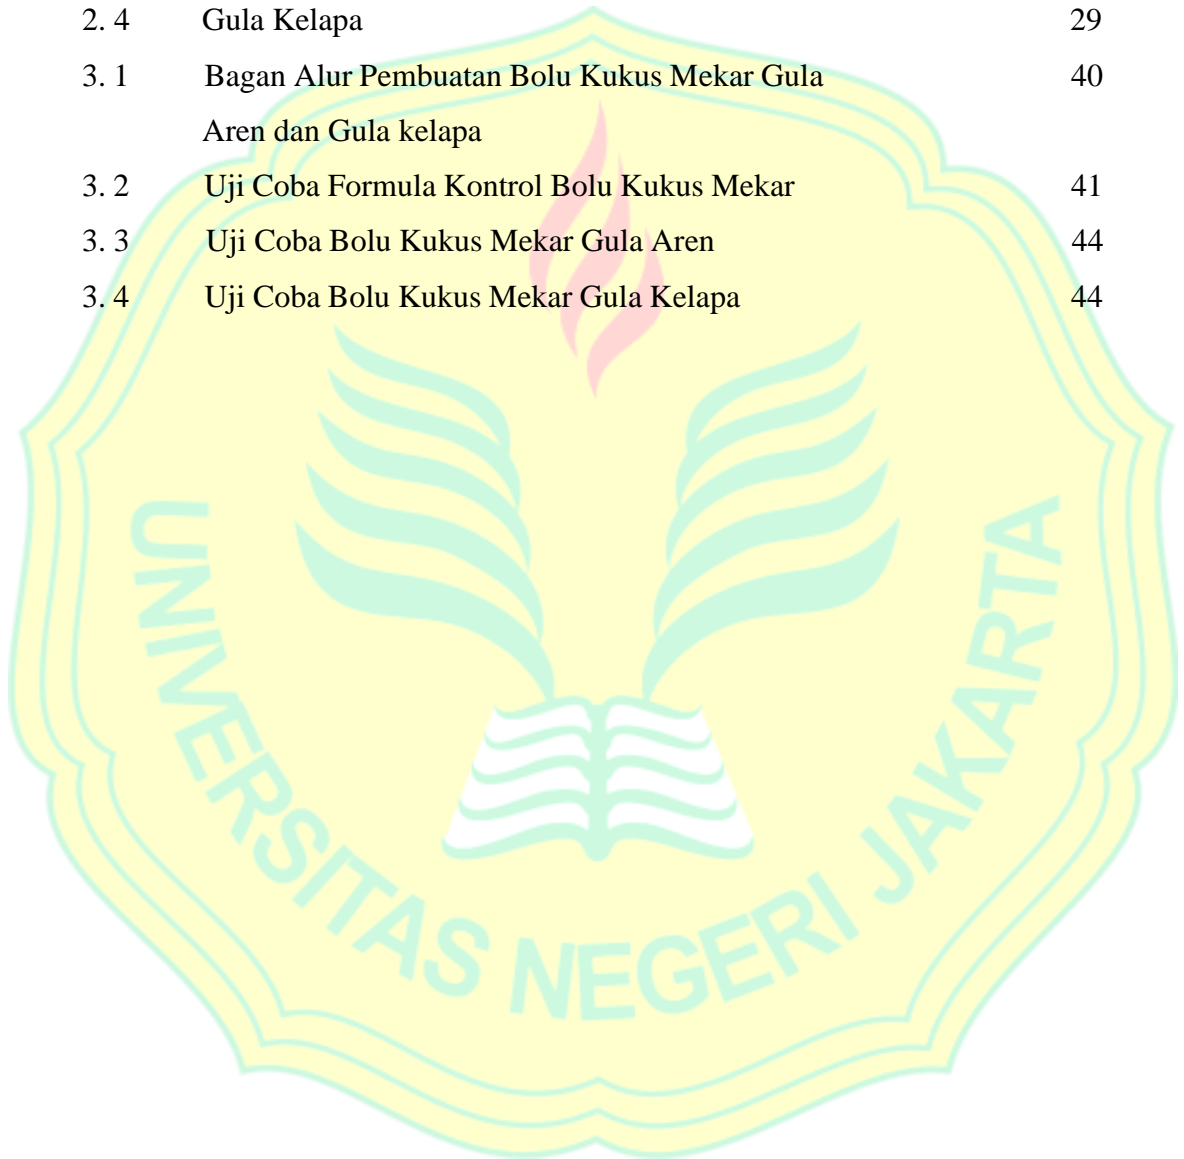 2. 4 Gula Kelapa 29
3. 1 Bagan Alur Pembuatan Bolu Kukus Mekar Gula 40
Aren dan Gula kelapa
3. 2 Uji Coba Formula Kontrol Bolu Kukus Mekar 41
3. 3 Uji Coba Bolu Kukus Mekar Gula Aren 44
3. 4 Uji Coba Bolu Kukus Mekar Gula Kelapa 44
UNIVERSITAS NEGERI JAKARTA